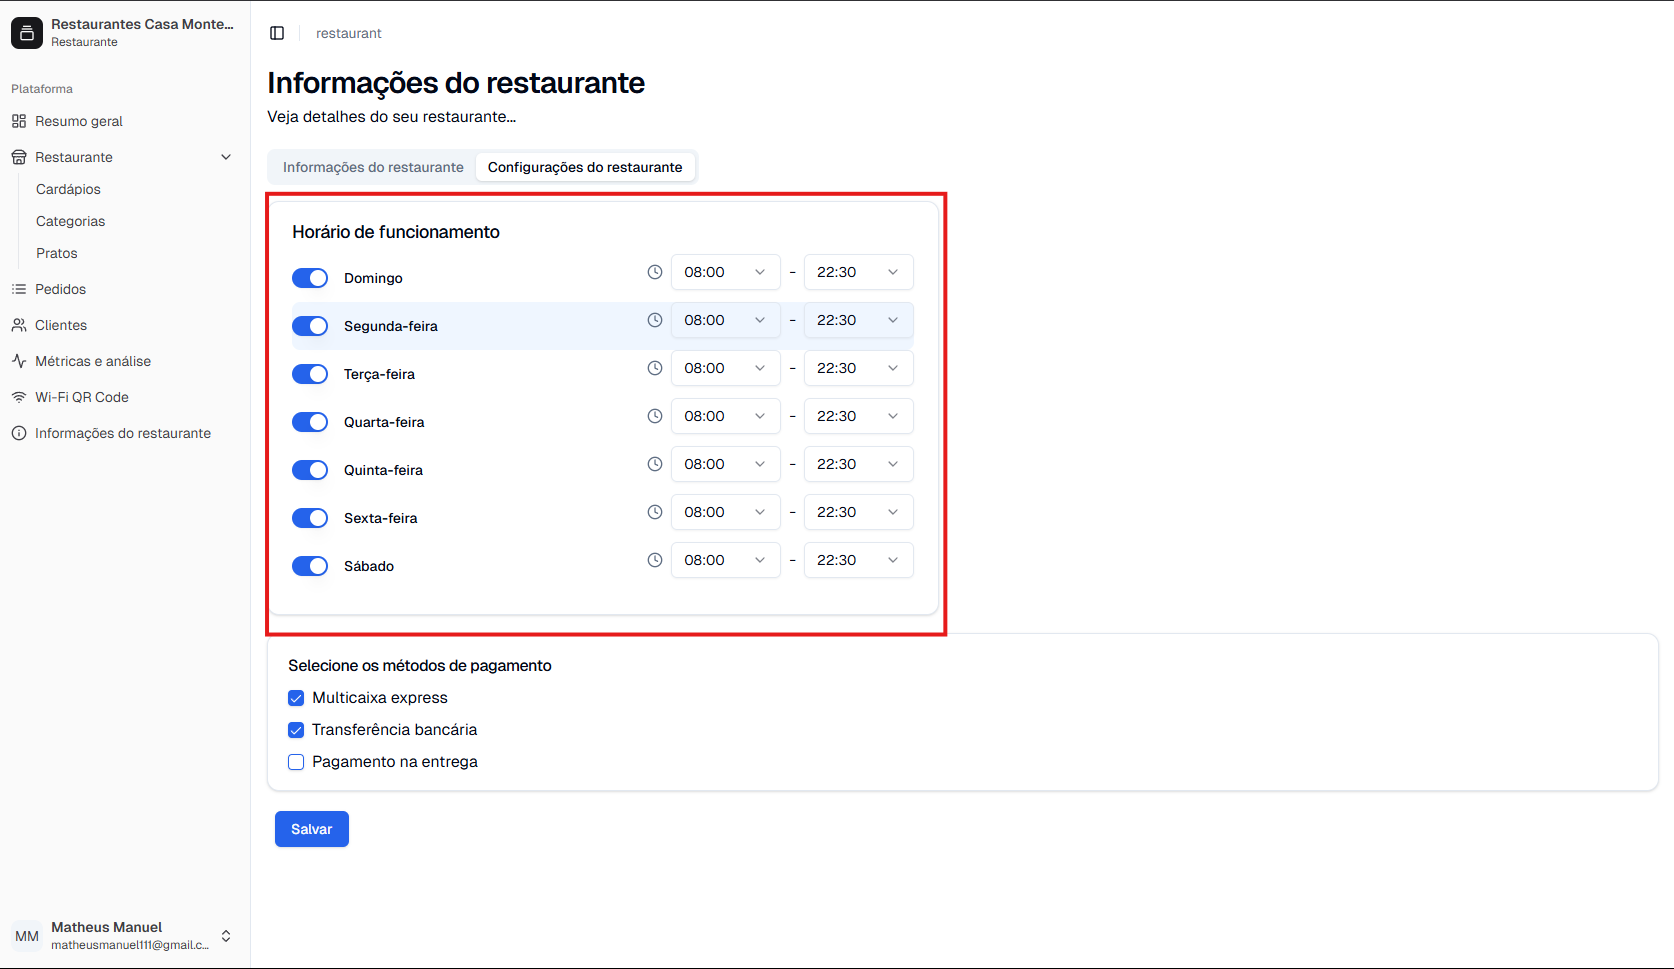 Restaurantes Casa Monte...
Restaurante
Plataforma
Resumo geral
Restaurante
Cardápios
Categorias
Pratos
Pedidos
Clientes
Métricas e análise
Wi-Fi QR Code
Informações do restaurante
MM
Matheus Manuel
matheusmanuel111@gmail.c...
restaurant
Informações do restaurante
Veja detalhes do seu restaurante...
Informações do restaurante Configurações do restaurante
Horário de funcionamento
Domingo 08:00 - 22:30
Segunda-feira 08:00 - 22:30
Terça-feira 08:00 - 22:30
Quarta-feira 08:00 - 22:30
Quinta-feira 08:00 - 22:30
Sexta-feira 08:00 - 22:30
Sábado 08:00 - 22:30
Selecione os métodos de pagamento
Multicaixa express
Transferência bancária
Pagamento na entrega
Salvar